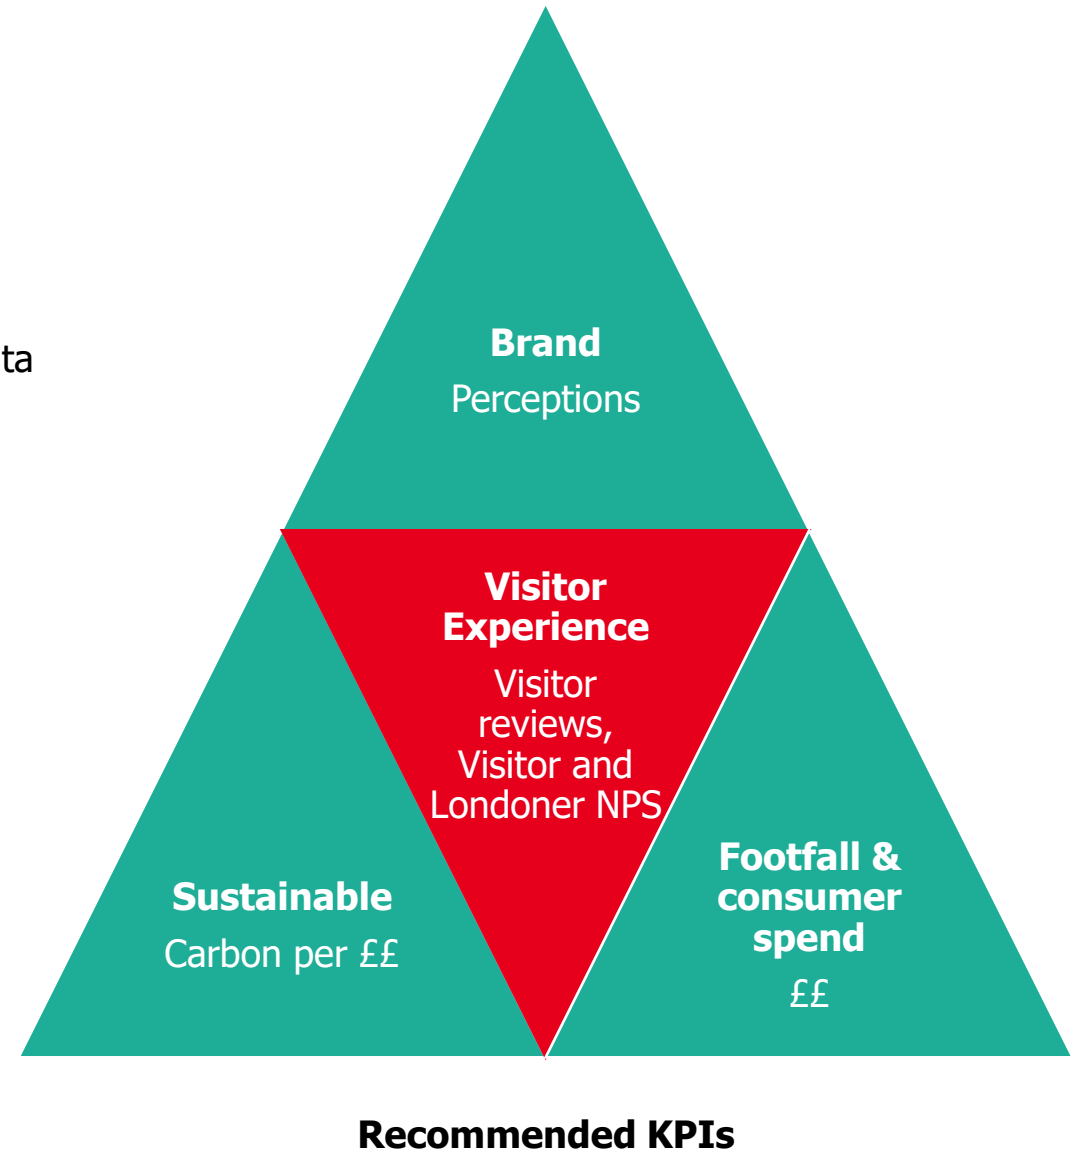 Brand
ta
Perceptions
Visitor
Experience
Visitor
reviews,
Visitor and
Londoner NPS
Sustainable
Carbon per ££
Footfall &
consumer
spend
££
Recommended KPIs